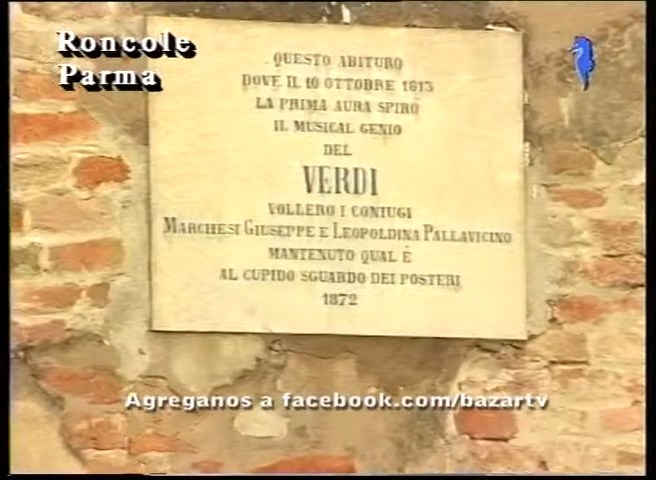 Roncole
Parma
QUESTO ABITURO
DOVE IL 10 OTTOBRE 1813
LA PRIMA AURA SPIRÒ
IL MUSICAL GENIO
DEL
VERDI
VOLLERO I CONIUGI
MARCHESI GIUSEPPE E LEOPOLDINA PALLAVICINO
MANTENUTO QUAL È
AL CUPIDO SGUARDO DEI POSTERI
1872
Agreganos a facebook.com/bazartv